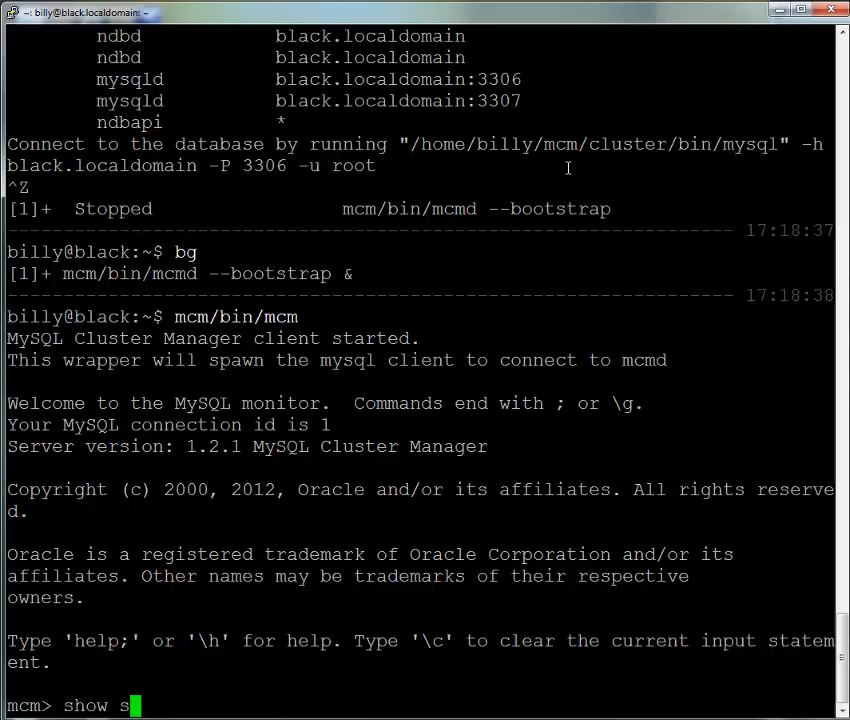 ~: billy@black.localdomain: ~
ndbd black.localdomain
ndbd black.localdomain
mysqld black.localdomain:3306
mysqld black.localdomain:3307
ndbapi *
Connect to the database by running "/home/billy/mcm/cluster/bin/mysql" -h
black.localdomain -P 3306 -u root
^Z
[1]+ Stopped mcm/bin/mcmd --bootstrap
-------------------------------------------------------------------- 17:18:37
billy@black:~$ bg
[1]+ mcm/bin/mcmd --bootstrap &
-------------------------------------------------------------------- 17:18:38
billy@black:~$ mcm/bin/mcm
MySQL Cluster Manager client started.
This wrapper will spawn the mysql client to connect to mcmd
Welcome to the MySQL monitor. Commands end with ; or \g.
Your MySQL connection id is 1
Server version: 1.2.1 MySQL Cluster Manager
Copyright (c) 2000, 2012, Oracle and/or its affiliates. All rights reserve
d.
Oracle is a registered trademark of Oracle Corporation and/or its
affiliates. Other names may be trademarks of their respective
owners.
Type 'help;' or '\h' for help. Type '\c' to clear the current input statem
ent.
mcm> show s